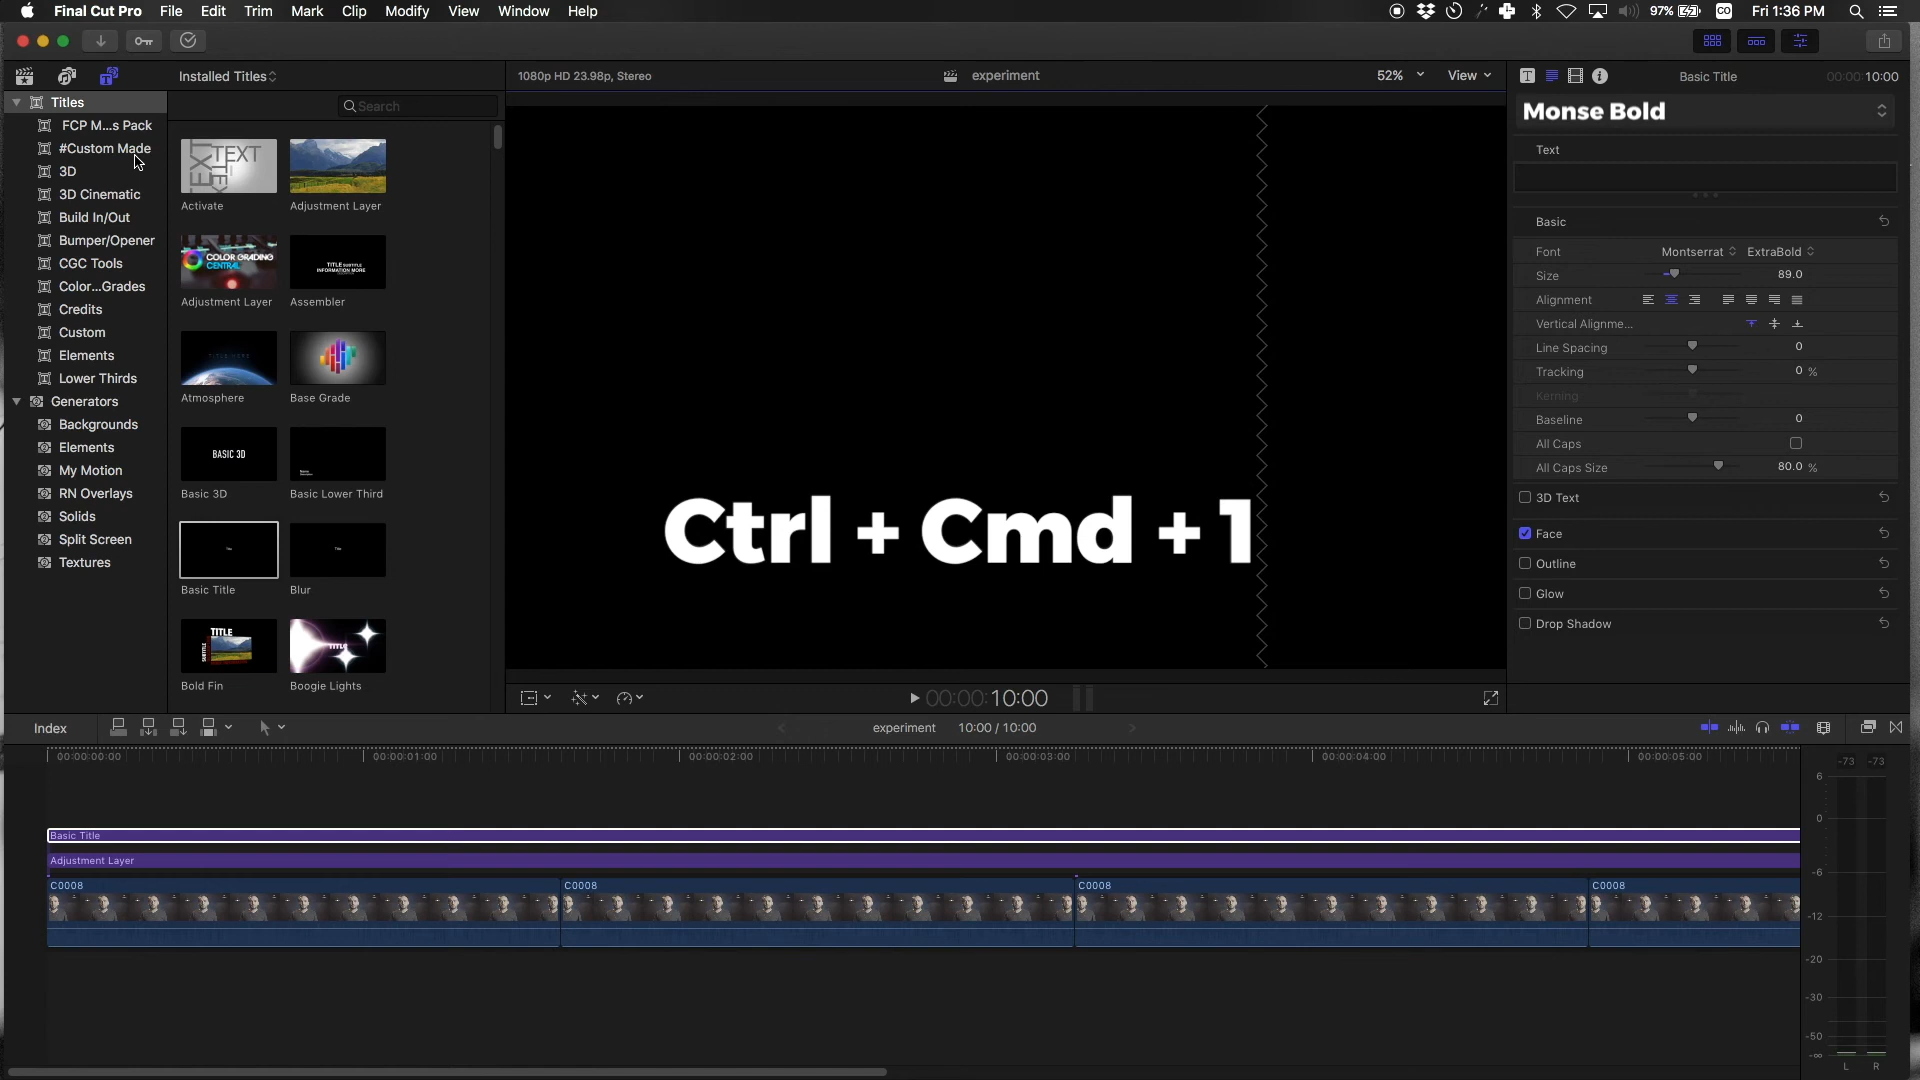 Final Cut Pro File Edit Trim Mark Clip Modify View Window Help
97% Fri 1:36 PM
Installed Titles
1080p HD 23.98p, Stereo
experiment
52% View
Basic Title 00:00:10:00
Titles
FCP M...s Pack
#Custom Made
3D
3D Cinematic
Build In/Out
Bumper/Opener
CGC Tools
Color...Grades
Credits
Custom
Elements
Lower Thirds
Generators
Backgrounds
Elements
My Motion
RN Overlays
Solids
Split Screen
Textures
Search
TEXT
Activate Adjustment Layer
COLOR GRADING
CENTRAL
TITLE SUBTITLE
INFORMATION MORE
Adjustment Layer Assembler
TITLE HERE
Atmosphere Base Grade
BASIC 3D
Basic 3D Basic Lower Third
Title Title
Basic Title Blur
TITLE
SUBTITLE
TITLE
Bold Fin Boogie Lights
Ctrl + Cmd + 1
00:00:10:00
Monse Bold
Text
Basic
Font Montserrat ExtraBold
Size 89.0
Alignment
Vertical Alignme...
Line Spacing 0
Tracking 0 %
Kerning
Baseline 0
All Caps
All Caps Size 80.0 %
3D Text
Face
Outline
Glow
Drop Shadow
Index
experiment 10:00 / 10:00
00:00:00:00 00:00:01:00 00:00:02:00 00:00:03:00 00:00:04:00 00:00:05:00
Basic Title
Adjustment Layer
C0008 C0008 C0008 C0008
-73 -73
6
0
-6
-12
-20
-30
-50
-∞
L R